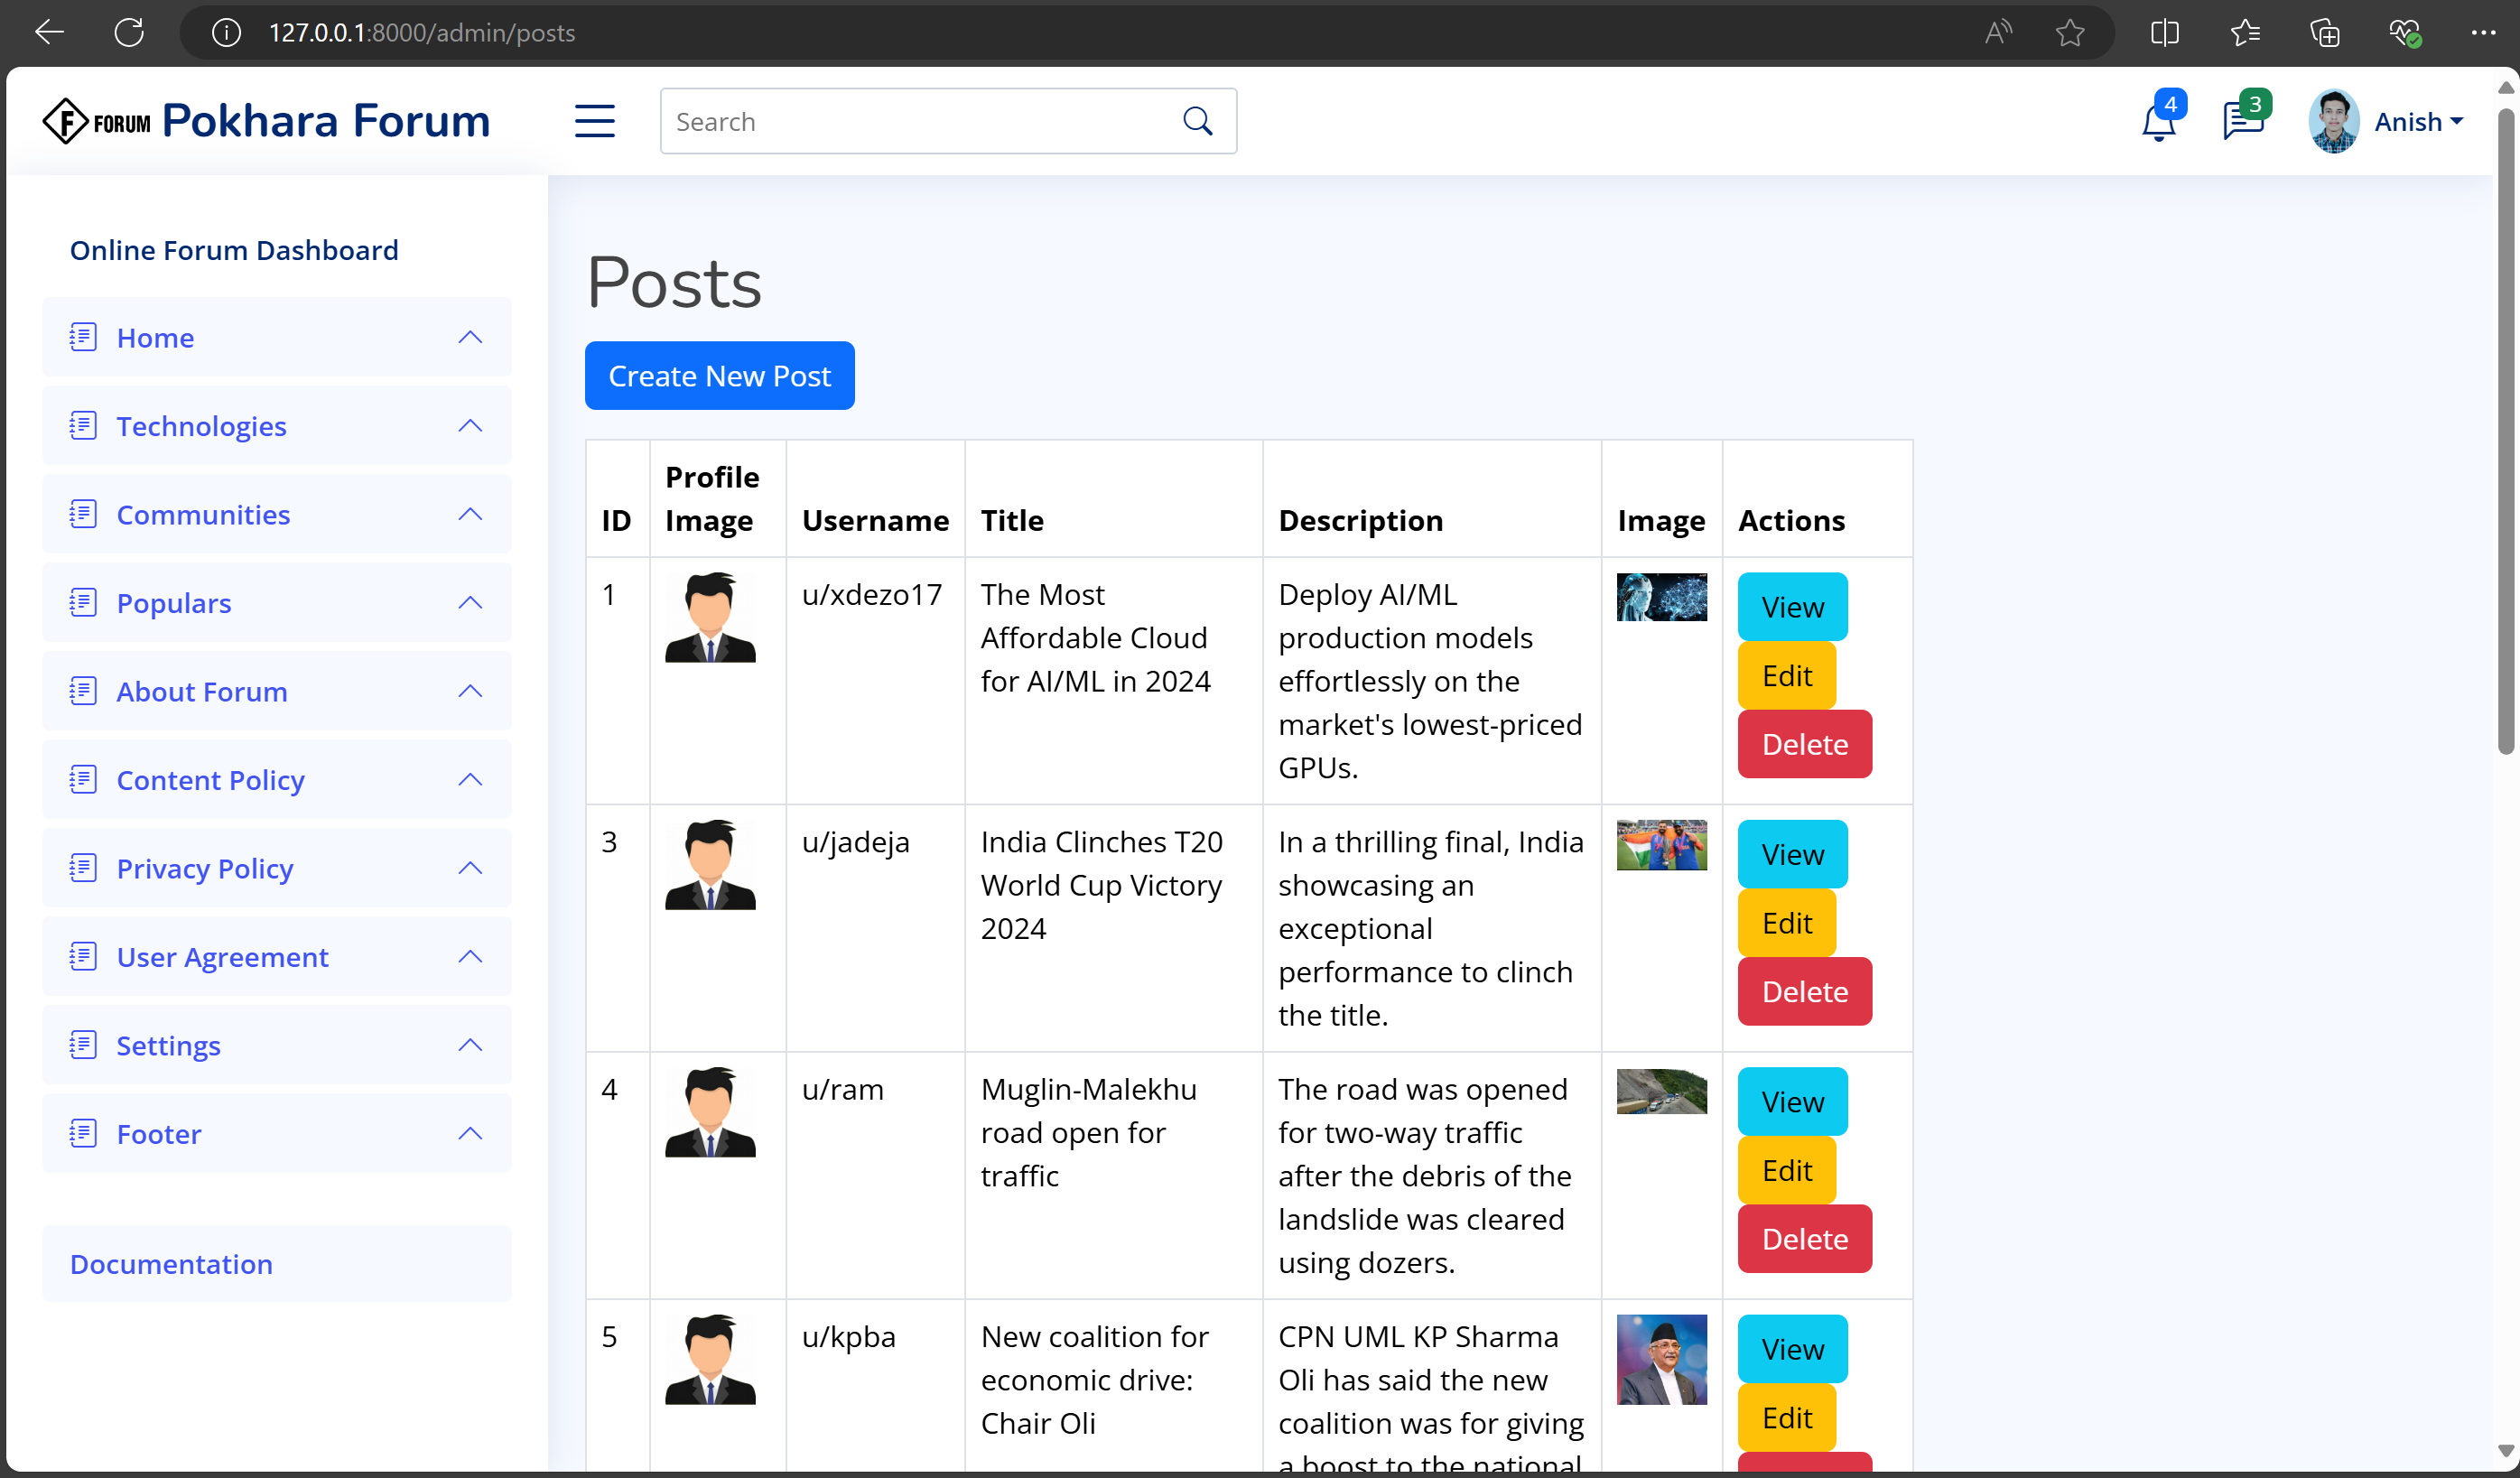 127.0.0.1:8000/admin/posts
F FORUM Pokhara Forum
Search
4
3
Anish
Online Forum Dashboard
Home
Technologies
Communities
Populars
About Forum
Content Policy
Privacy Policy
User Agreement
Settings
Footer
Documentation
Posts
Create New Post
ID
Profile
Image
Username
Title
Description
Image
Actions
1
u/xdezo17
The Most
Affordable Cloud
for AI/ML in 2024
Deploy AI/ML
production models
effortlessly on the
market's lowest-priced
GPUs.
View
Edit
Delete
3
u/jadeja
India Clinches T20
World Cup Victory
2024
In a thrilling final, India
showcasing an
exceptional
performance to clinch
the title.
View
Edit
Delete
4
u/ram
Muglin-Malekhu
road open for
traffic
The road was opened
for two-way traffic
after the debris of the
landslide was cleared
using dozers.
View
Edit
Delete
5
u/kpba
New coalition for
economic drive:
Chair Oli
CPN UML KP Sharma
Oli has said the new
coalition was for giving
a boost to the national
View
Edit